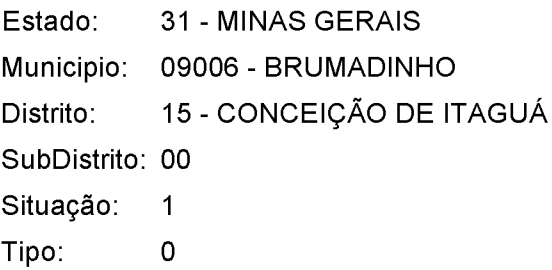 Estado: 31 - MINAS GERAIS
Municipio: 09006 - BRUMADINHO
Distrito: 15 - CONCEIÇÃO DE ITAGUÁ
SubDistrito: 00
Situação: 1
Tipo: 0